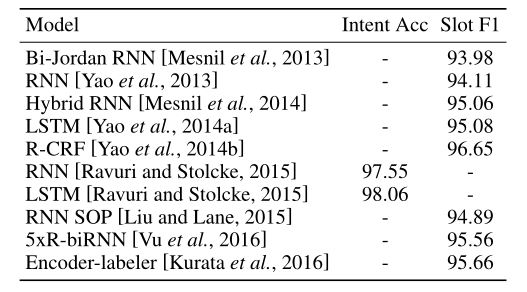 Model Intent Acc Slot F1
Bi-Jordan RNN [Mesnil et al., 2013] - 93.98
RNN [Yao et al., 2013] - 94.11
Hybrid RNN [Mesnil et al., 2014] - 95.06
LSTM [Yao et al., 2014a] - 95.08
R-CRF [Yao et al., 2014b] - 96.65
RNN [Ravuri and Stolcke, 2015] 97.55 -
LSTM [Ravuri and Stolcke, 2015] 98.06 -
RNN SOP [Liu and Lane, 2015] - 94.89
5xR-biRNN [Vu et al., 2016] - 95.56
Encoder-labeler [Kurata et al., 2016] - 95.66